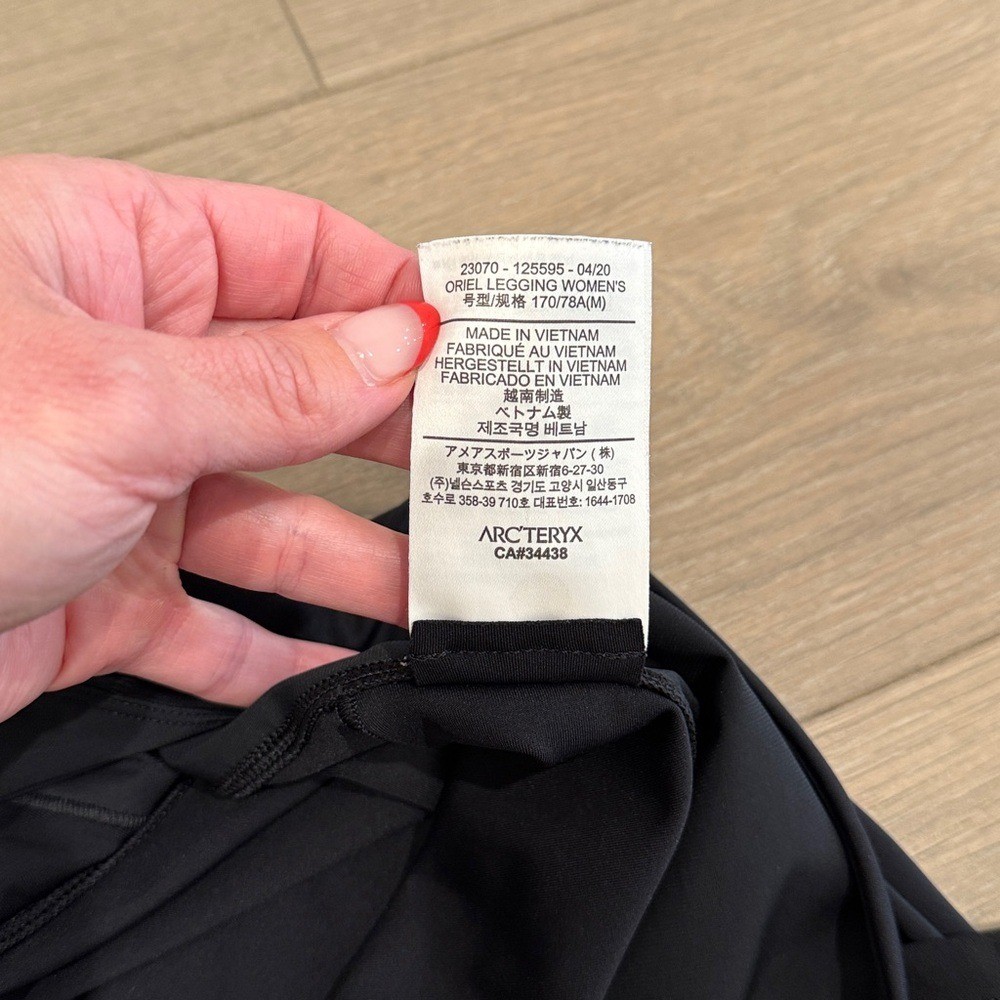 23070 - 125595 - 04/20
ORIEL LEGGING WOMEN'S
号型/规格 170/78A(M)
MADE IN VIETNAM
FABRIQUÉ AU VIETNAM
HERGESTELLT IN VIETNAM
FABRICADO EN VIETNAM
越南制造
ベトナム製
제조국명 베트남
アメアスポーツジャパン (株)
東京都新宿区新宿6-27-30
(주)넬슨스포츠 경기도 고양시 일산동구
호수로 358-39 710호 대표번호: 1644-1708
ARC'TERYX
CA#34438